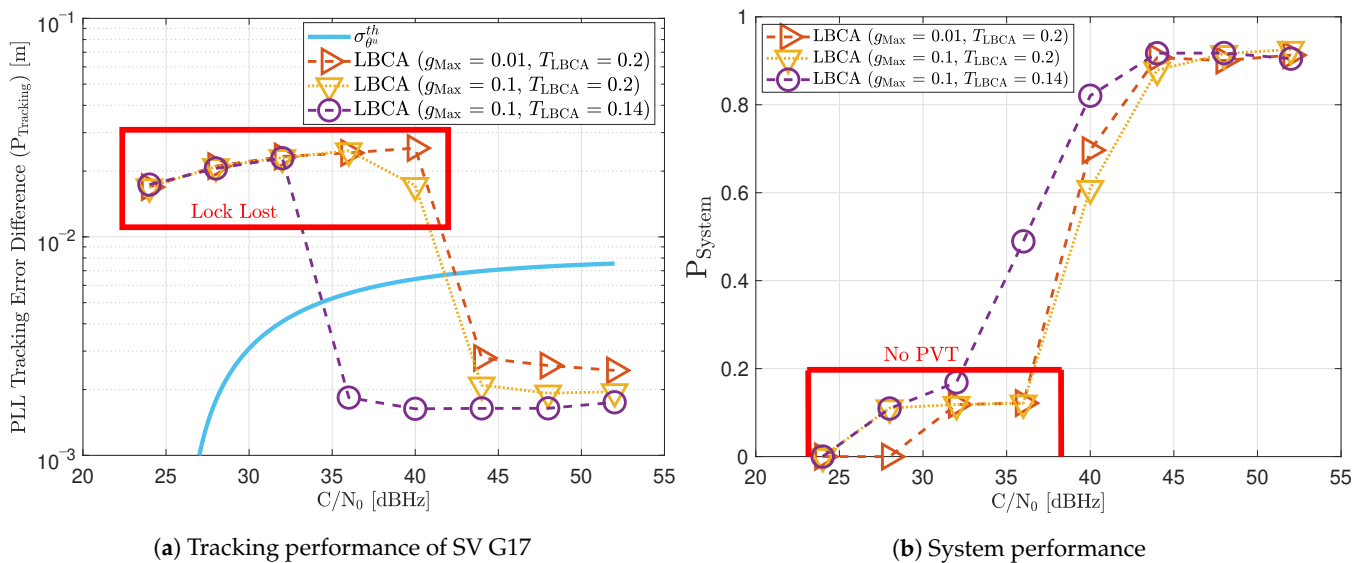 10⁻¹
10⁻²
10⁻³
PLL Tracking Error Difference (P_Tracking) [m]
σ_{θᵘ}^{th}
LBCA (g_Max = 0.01, T_LBCA = 0.2)
LBCA (g_Max = 0.1, T_LBCA = 0.2)
LBCA (g_Max = 0.1, T_LBCA = 0.14)
Lock Lost
20 25 30 35 40 45 50 55
C/N₀ [dBHz]
(a) Tracking performance of SV G17
1
0.8
0.6
0.4
0.2
0
P_System
LBCA (g_Max = 0.01, T_LBCA = 0.2)
LBCA (g_Max = 0.1, T_LBCA = 0.2)
LBCA (g_Max = 0.1, T_LBCA = 0.14)
No PVT
20 25 30 35 40 45 50 55
C/N₀ [dBHz]
(b) System performance